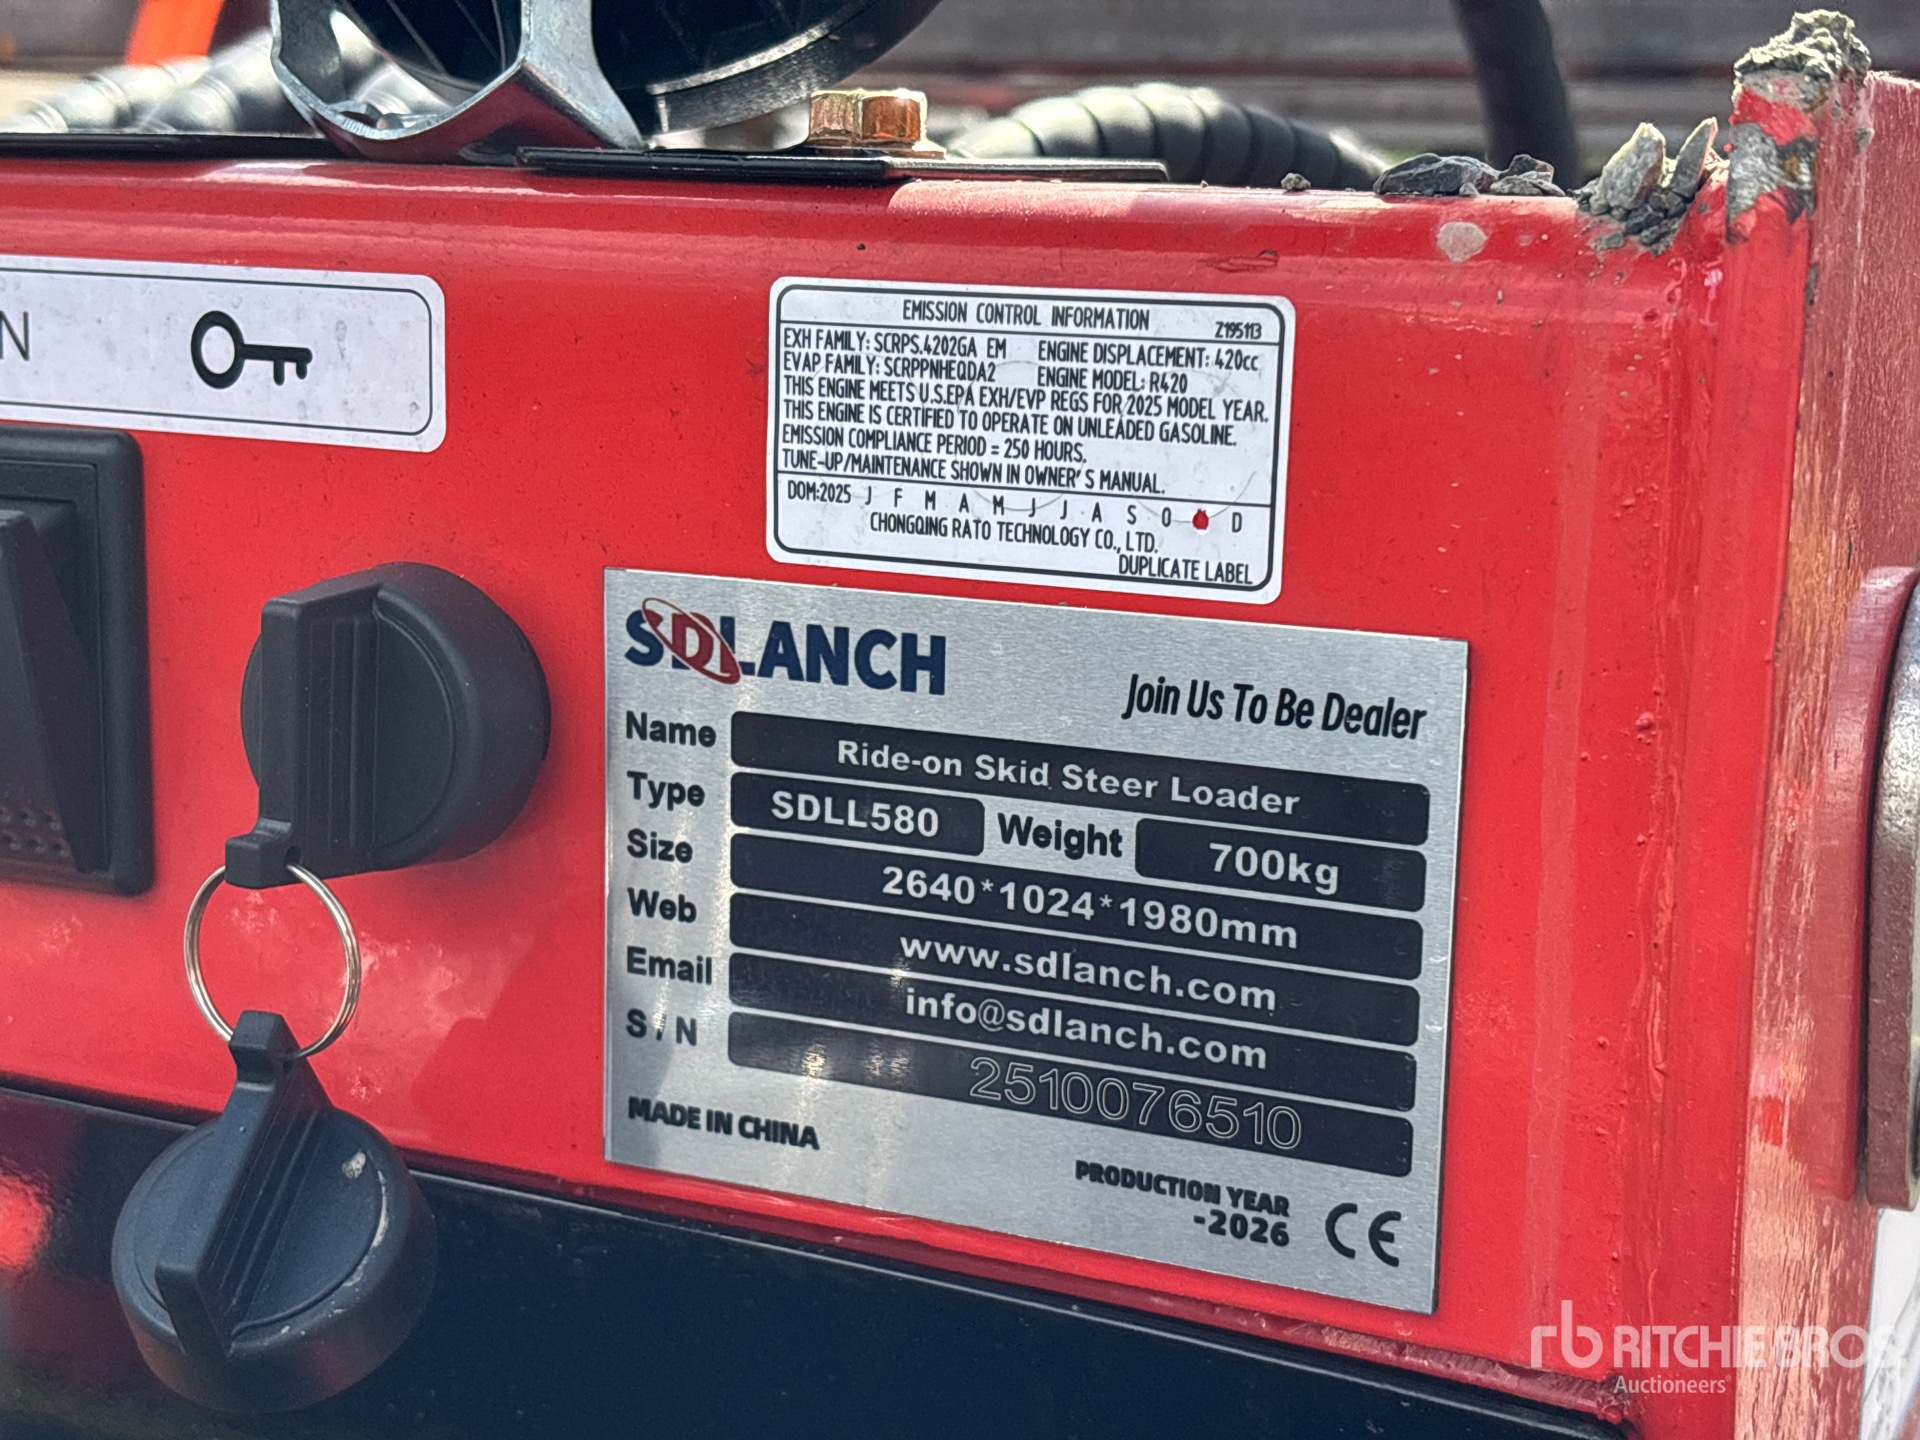 N
EMISSION CONTROL INFORMATION Z195113
EXH FAMILY: SCRPS.4202GA EM ENGINE DISPLACEMENT: 420cc
EVAP FAMILY: SCRPPNHEQDA2 ENGINE MODEL: R420
THIS ENGINE MEETS U.S.EPA EXH/EVP REGS FOR 2025 MODEL YEAR.
THIS ENGINE IS CERTIFIED TO OPERATE ON UNLEADED GASOLINE.
EMISSION COMPLIANCE PERIOD = 250 HOURS.
TUNE-UP/MAINTENANCE SHOWN IN OWNER'S MANUAL.
DOM:2025 J F M A M J J A S O D
CHONGQING RATO TECHNOLOGY CO., LTD.
DUPLICATE LABEL
SDLLANCH
Join Us To Be Dealer
Name Ride-on Skid Steer Loader
Type SDLL580 Weight 700kg
Size 2640*1024*1980mm
Web www.sdlanch.com
Email info@sdlanch.com
S/N 2510076510
MADE IN CHINA
PRODUCTION YEAR
-2026 CE
rb RITCHIE BROS.
Auctioneers